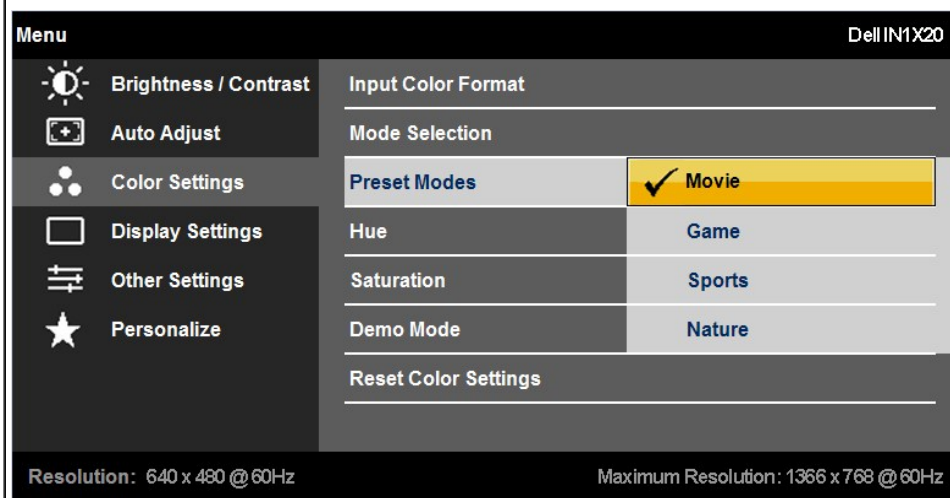 Menu Dell IN1X20
Brightness / Contrast Input Color Format
Auto Adjust Mode Selection
Color Settings Preset Modes Movie
Display Settings Hue Game
Other Settings Saturation Sports
Personalize Demo Mode Nature
Reset Color Settings
Resolution: 640 x 480 @ 60Hz Maximum Resolution: 1366 x 768 @ 60Hz